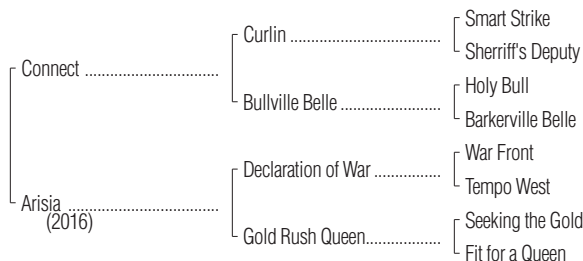 Smart Strike
Curlin
Sherriff's Deputy
Connect
Holy Bull
Bullville Belle
Barkerville Belle
War Front
Declaration of War
Tempo West
Arisia
(2016)
Seeking the Gold
Gold Rush Queen
Fit for a Queen